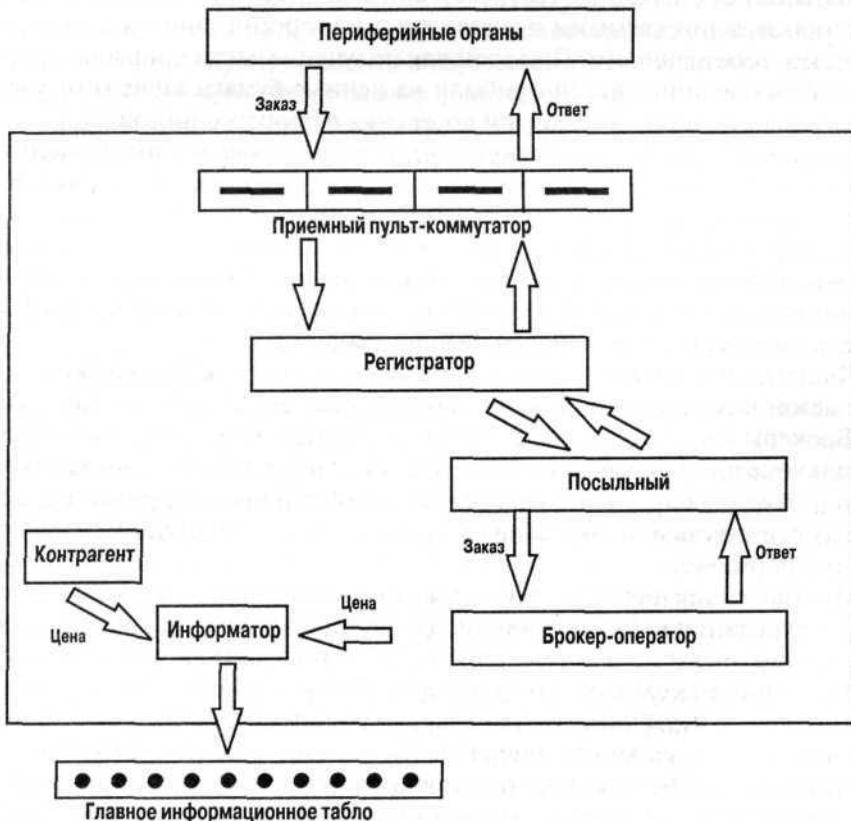 Периферийные органы
Заказ
Ответ
Приемный пульт-коммутатор
Регистратор
Посыльный
Контрагент
Заказ
Ответ
Цена
Цена
Информатор
Брокер-оператор
Главное информационное табло